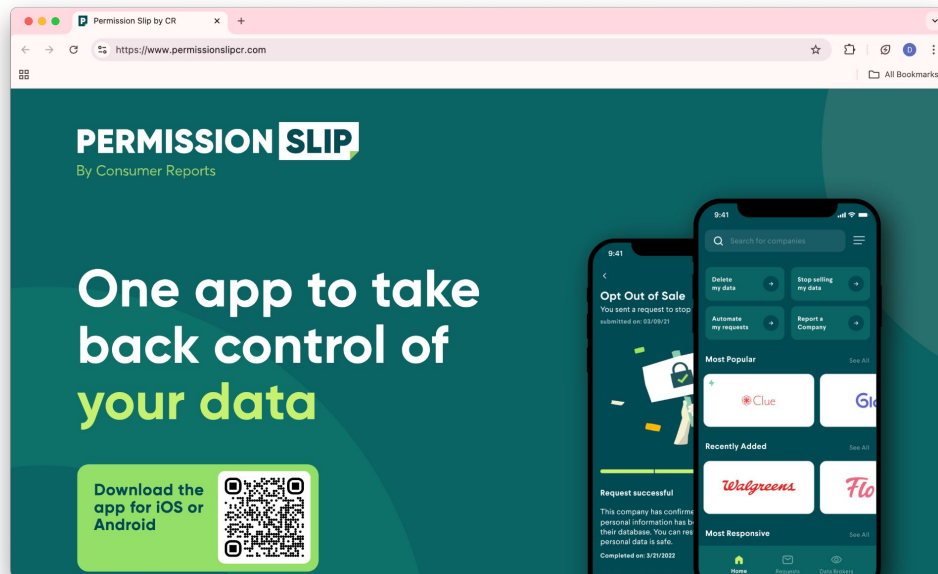 Permission Slip by CR
https://www.permissionslipcr.com
D
All Bookmarks
PERMISSION SLIP
By Consumer Reports
One app to take
back control of
your data
Download the
app for iOS or
Android
9:41
Opt Out of Sale
You sent a request to stop
submitted on: 03/09/21
Request successful
This company has confirme
personal information has b
their database. You can res
personal data is safe.
Completed on: 3/21/2022
9:41
Search for companies
Delete
my data
Stop selling
my data
Automate
my requests
Report a
Company
Most Popular
See All
Clue
Glo
Recently Added
See All
Walgreens
Flo
Most Responsive
See All
Home
Requests
Data Brokers